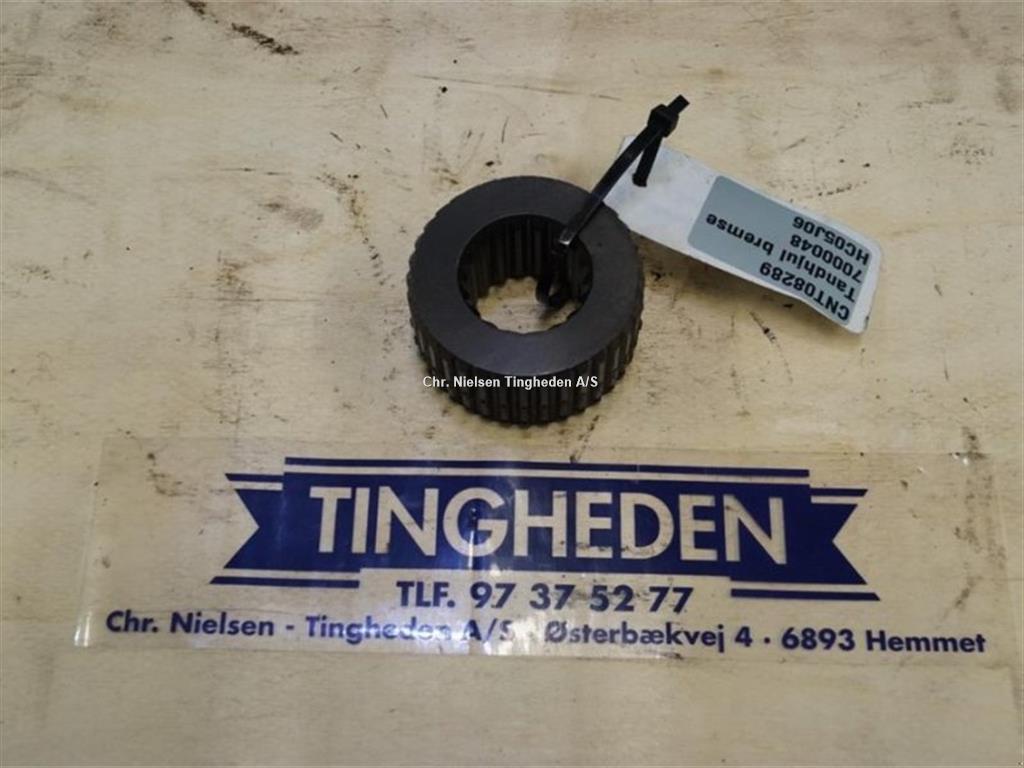 CNT08289
Tandhjul bremse
7000048
HC05J06
Chr. Nielsen Tingheden A/S
TINGHEDEN
TLF. 97 37 52 77
Chr. Nielsen - Tingheden A/S · Østerbækvej 4 · 6893 Hemmet